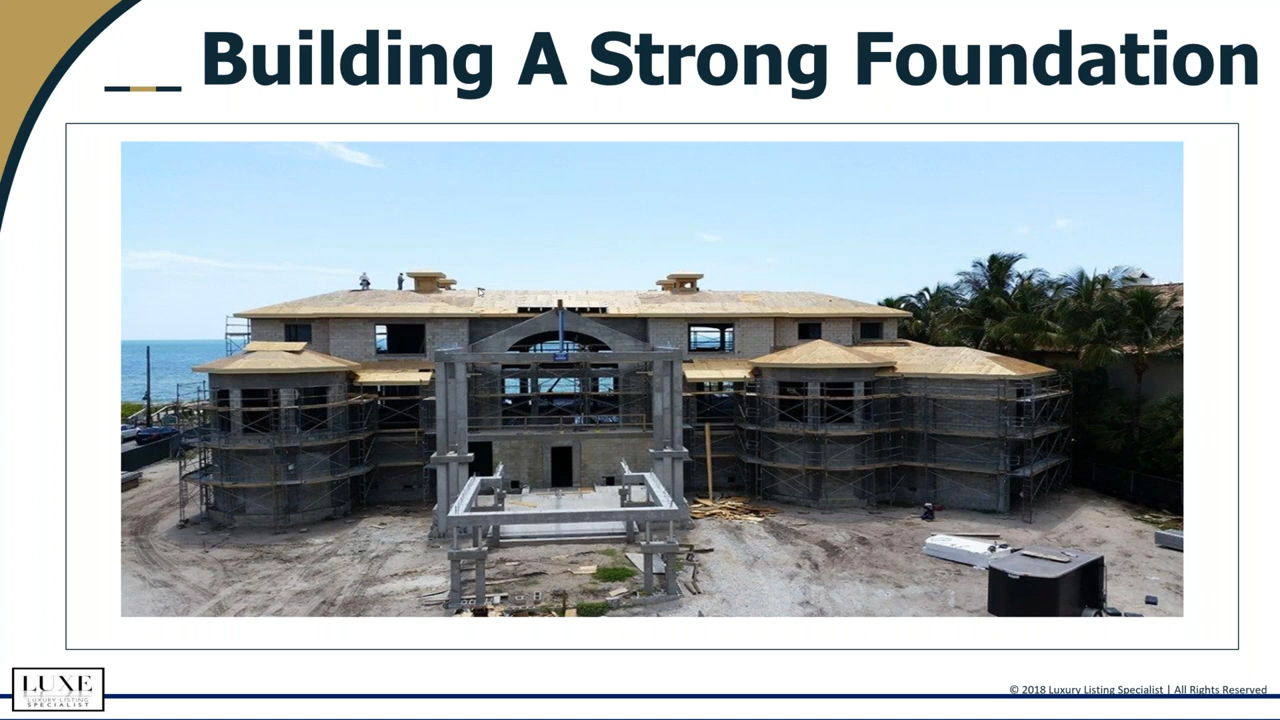 Building A Strong Foundation
LUXE
LUXURY LISTING
SPECIALIST
© 2018 Luxury Listing Specialist | All Rights Reserved